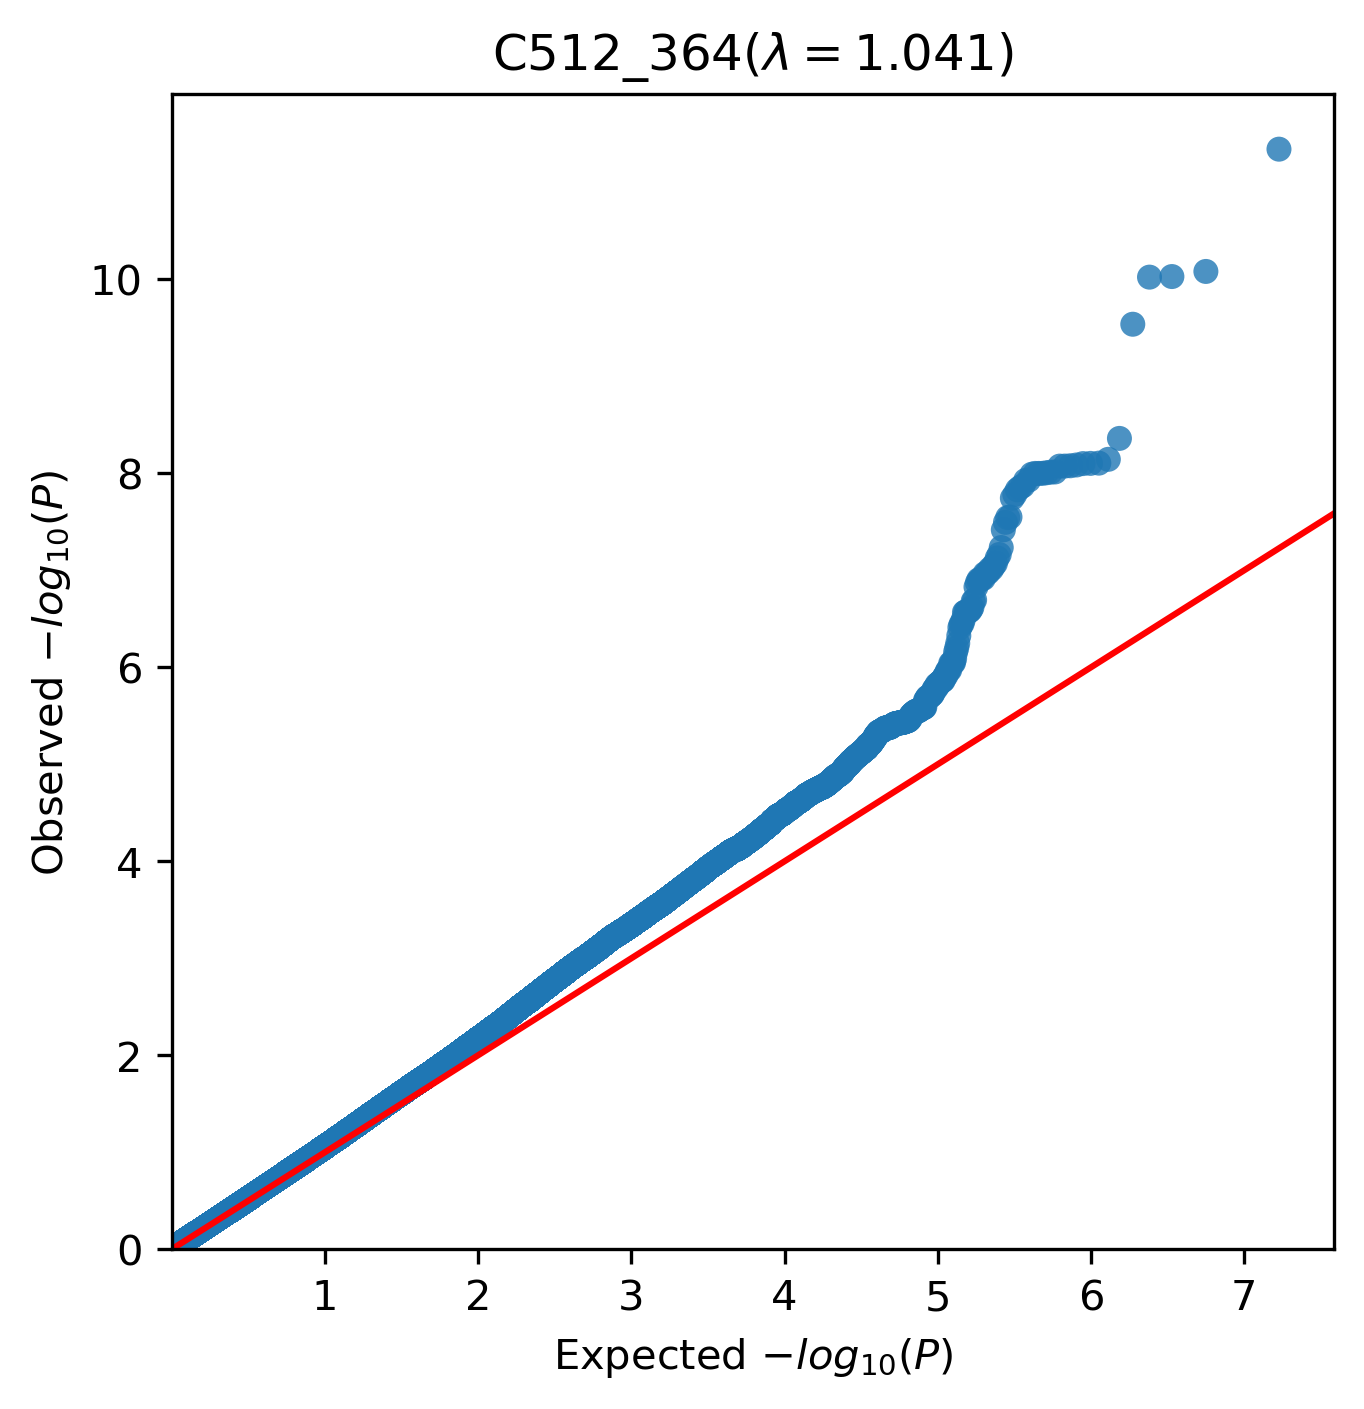 C512_364(λ = 1.041)
10
8
6
4
2
0
Observed −log₁₀(P)
1 2 3 4 5 6 7
Expected −log₁₀(P)